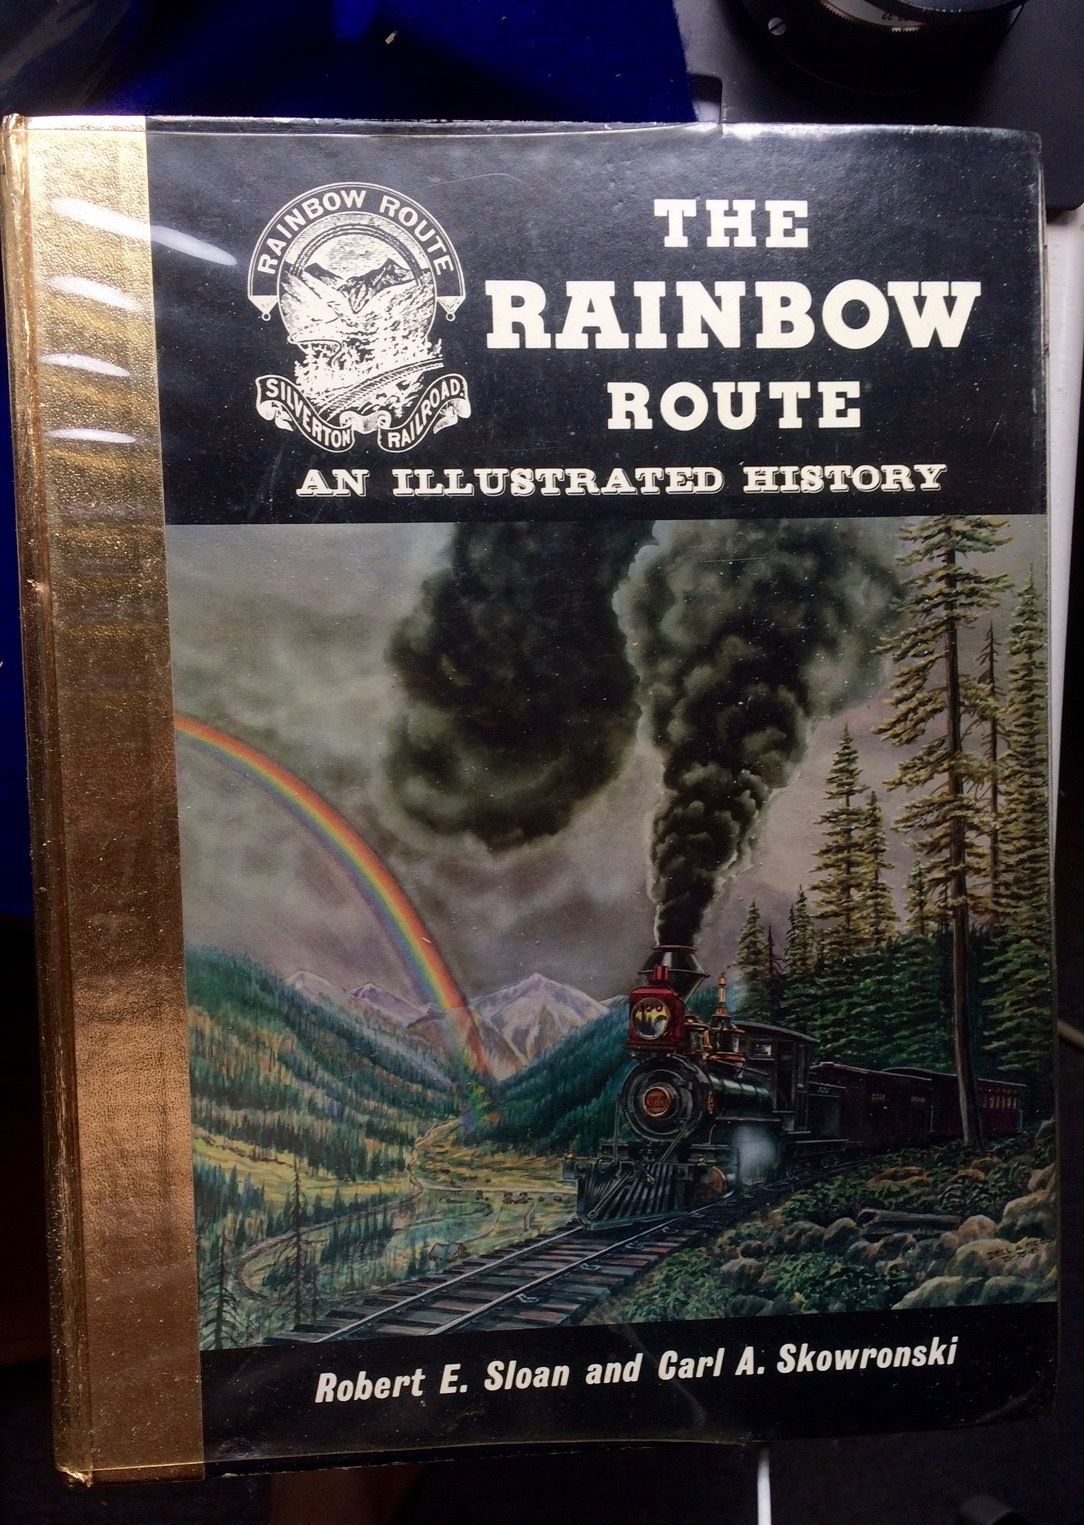 RAINBOW ROUTE
SILVERTON RAILROAD.
THE
RAINBOW
ROUTE
AN ILLUSTRATED HISTORY
Robert E. Sloan and Carl A. Skowronski